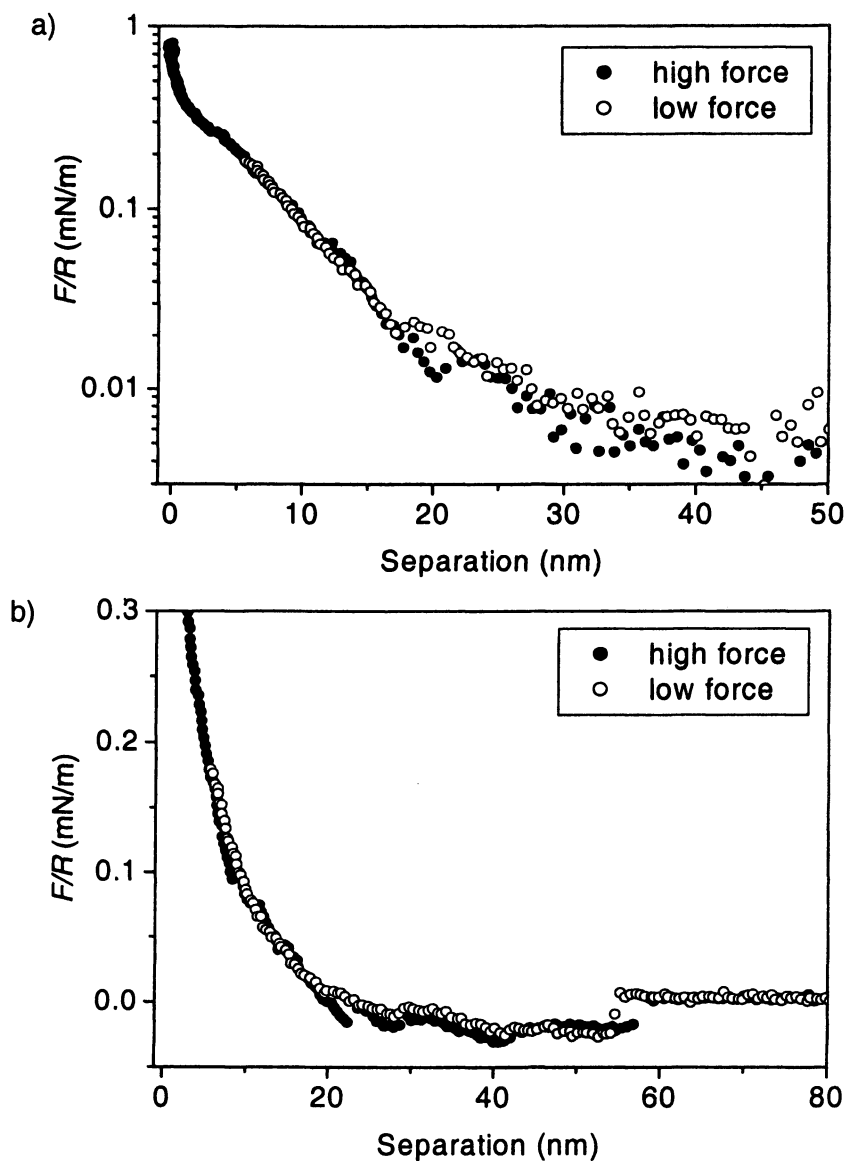 a)
1
0.1
0.01
F/R (mN/m)
high force
low force
0
10
20
30
40
50
Separation (nm)
b)
0.3
0.2
0.1
0.0
F/R (mN/m)
high force
low force
0
20
40
60
80
Separation (nm)